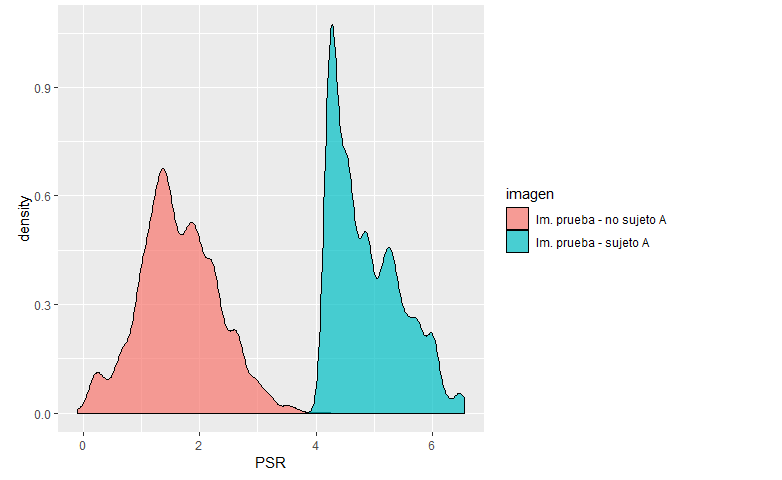 0.9
0.6
0.3
0.0
density
0 2 4 6
PSR
imagen
Im. prueba - no sujeto A
Im. prueba - sujeto A